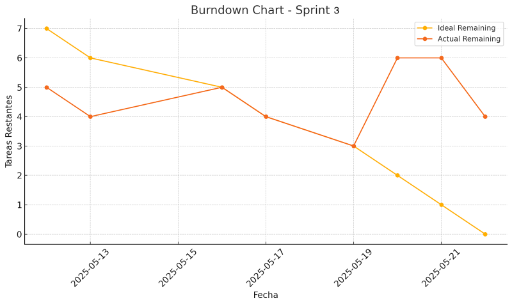 Burndown Chart - Sprint 3
Ideal Remaining
Actual Remaining
Tareas Restantes
7
6
5
4
3
2
1
0
2025-05-13
2025-05-15
2025-05-17
2025-05-19
2025-05-21
Fecha